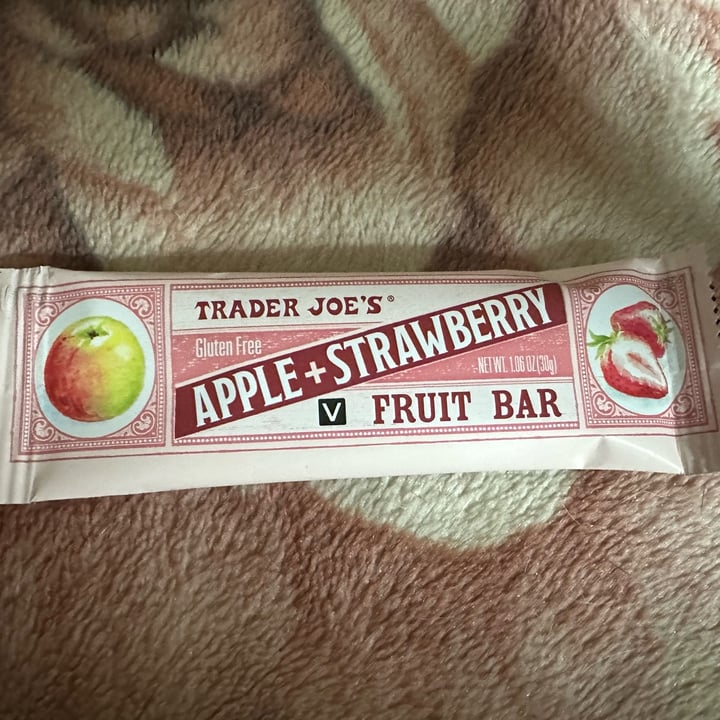 TRADER JOE'S®
Gluten Free
APPLE+STRAWBERRY
NET WT. 1.06 OZ (30g)
V FRUIT BAR